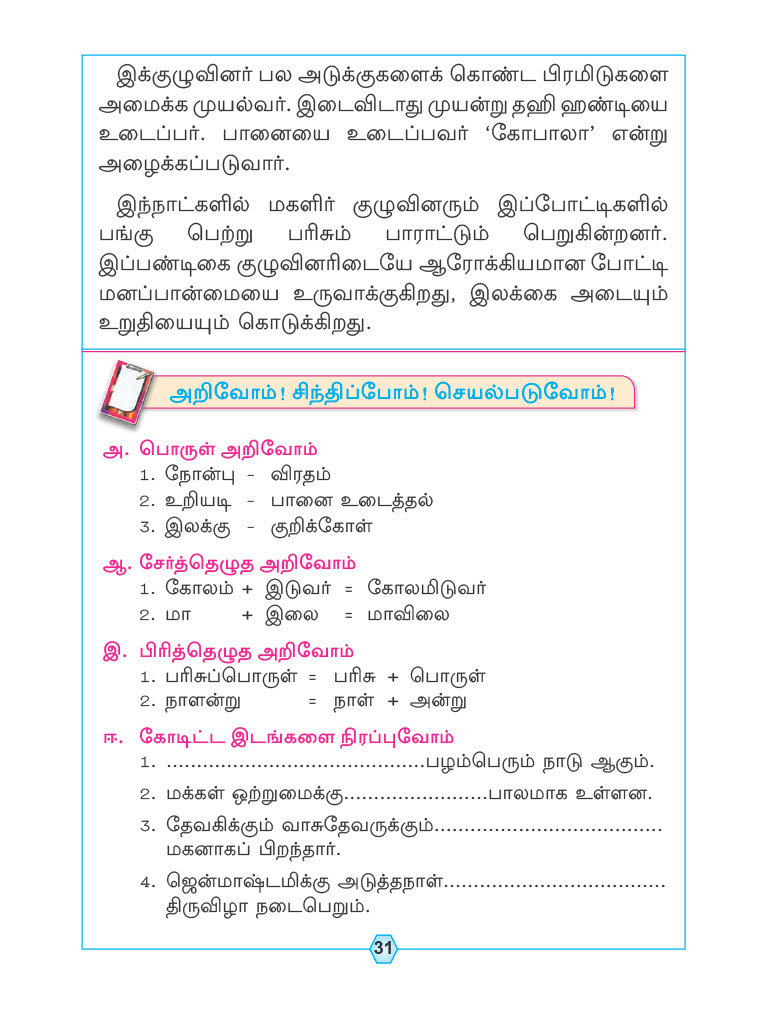 இக்குழுவினர் பல அடுக்குகளைக் கொண்ட பிரமிடுகளை
அமைக்க முயல்வர். இடைவிடாது முயன்று தஹி ஹண்டியை
உடைப்பர். பானையை உடைப்பவர் ‘கோபாலா’ என்று
அழைக்கப்படுவார்.
இந்நாட்களில் மகளிர் குழுவினரும் இப்போட்டிகளில்
பங்கு பெற்று பரிசும் பாராட்டும் பெறுகின்றனர்.
இப்பண்டிகை குழுவினரிடையே ஆரோக்கியமான போட்டி
மனப்பான்மையை உருவாக்குகிறது, இலக்கை அடையும்
உறுதியையும் கொடுக்கிறது.
அறிவோம்! சிந்திப்போம்! செயல்படுவோம்!
அ. பொருள் அறிவோம்
1. நோன்பு - விரதம்
2. உறியடி - பானை உடைத்தல்
3. இலக்கு - குறிக்கோள்
ஆ. சேர்த்தெழுத அறிவோம்
1. கோலம் + இடுவர் = கோலமிடுவர்
2. மா + இலை = மாவிலை
இ. பிரித்தெழுத அறிவோம்
1. பரிசுப்பொருள் = பரிசு + பொருள்
2. நாளன்று = நாள் + அன்று
ஈ. கோடிட்ட இடங்களை நிரப்புவோம்
1. ...........................................பழம்பெரும் நாடு ஆகும்.
2. மக்கள் ஒற்றுமைக்கு........................பாலமாக உள்ளன.
3. தேவகிக்கும் வாசுதேவருக்கும்......................................
மகனாகப் பிறந்தார்.
4. ஜென்மாஷ்டமிக்கு அடுத்தநாள்.....................................
திருவிழா நடைபெறும்.
31